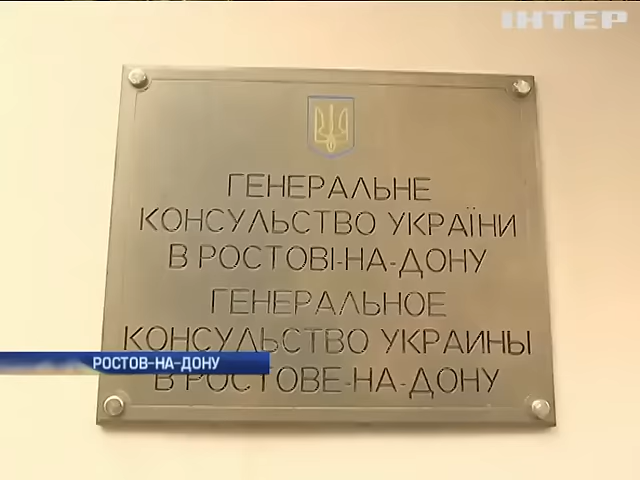 ІНТЕР
ГЕНЕРАЛЬНЕ
КОНСУЛЬСТВО УКРАЇНИ
В РОСТОВІ-НА-ДОНУ
ГЕНЕРАЛЬНОЕ
КОНСУЛЬСТВО УКРАИНЫ
РОСТОВ-НА-ДОНУ
В РОСТОВЕ-НА-ДОНУ